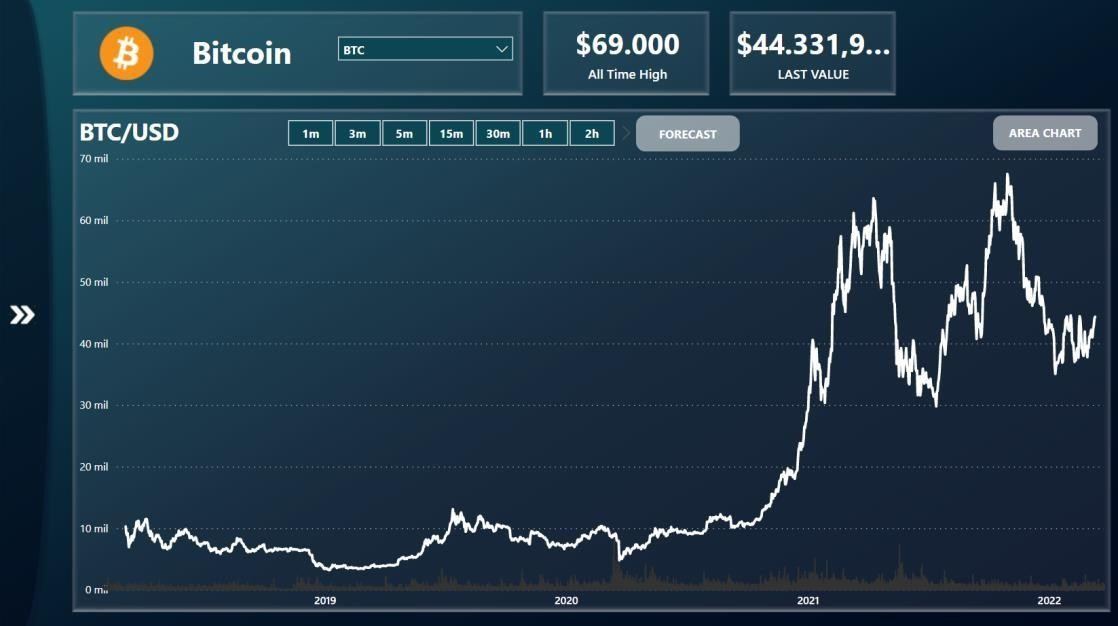 Bitcoin
BTC
$69.000
All Time High
$44.331,9...
LAST VALUE
BTC/USD
1m 3m 5m 15m 30m 1h 2h
FORECAST
AREA CHART
70 mil
60 mil
50 mil
40 mil
30 mil
20 mil
10 mil
0 m...
2019 2020 2021 2022